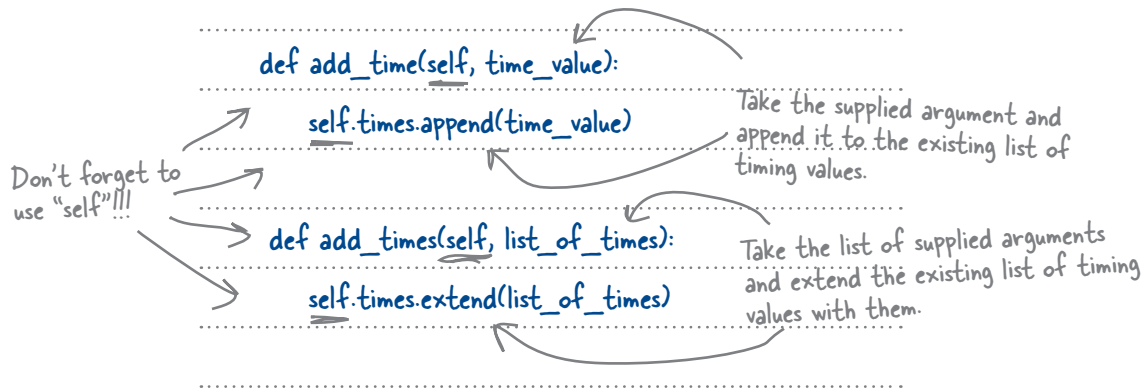 def add_time(self, time_value):
self.times.append(time_value)
Take the supplied argument and
append it to the existing list of
timing values.
Don't forget to
use "self"!!!
def add_times(self, list_of_times):
self.times.extend(list_of_times)
Take the list of supplied arguments
and extend the existing list of timing
values with them.